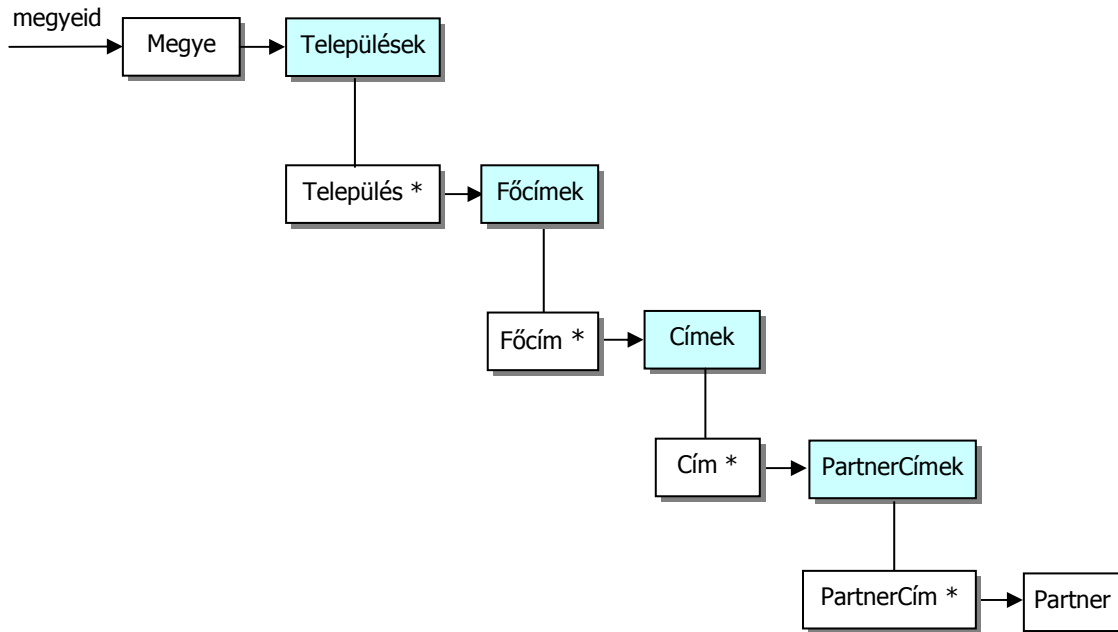 megyeid
Megye
Települések
Település *
Főcímek
Főcím *
Címek
Cím *
PartnerCímek
PartnerCím *
Partner